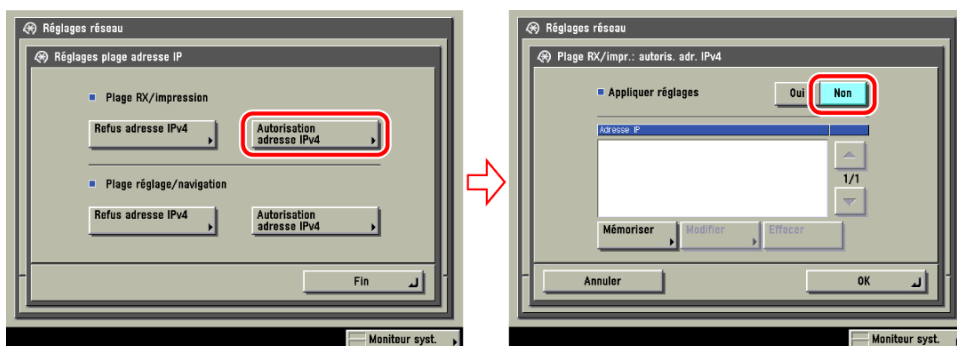 Réglages réseau
Réglages plage adresse IP
Plage RX/impression
Refus adresse IPv4
Autorisation
adresse IPv4
Plage réglage/navigation
Refus adresse IPv4
Autorisation
adresse IPv4
Fin
Moniteur syst.
Réglages réseau
Plage RX/impr.: autoris. adr. IPv4
Appliquer réglages
Oui
Non
Adresse IP
1/1
Mémoriser
Modifier
Effacer
Annuler
OK
Moniteur syst.